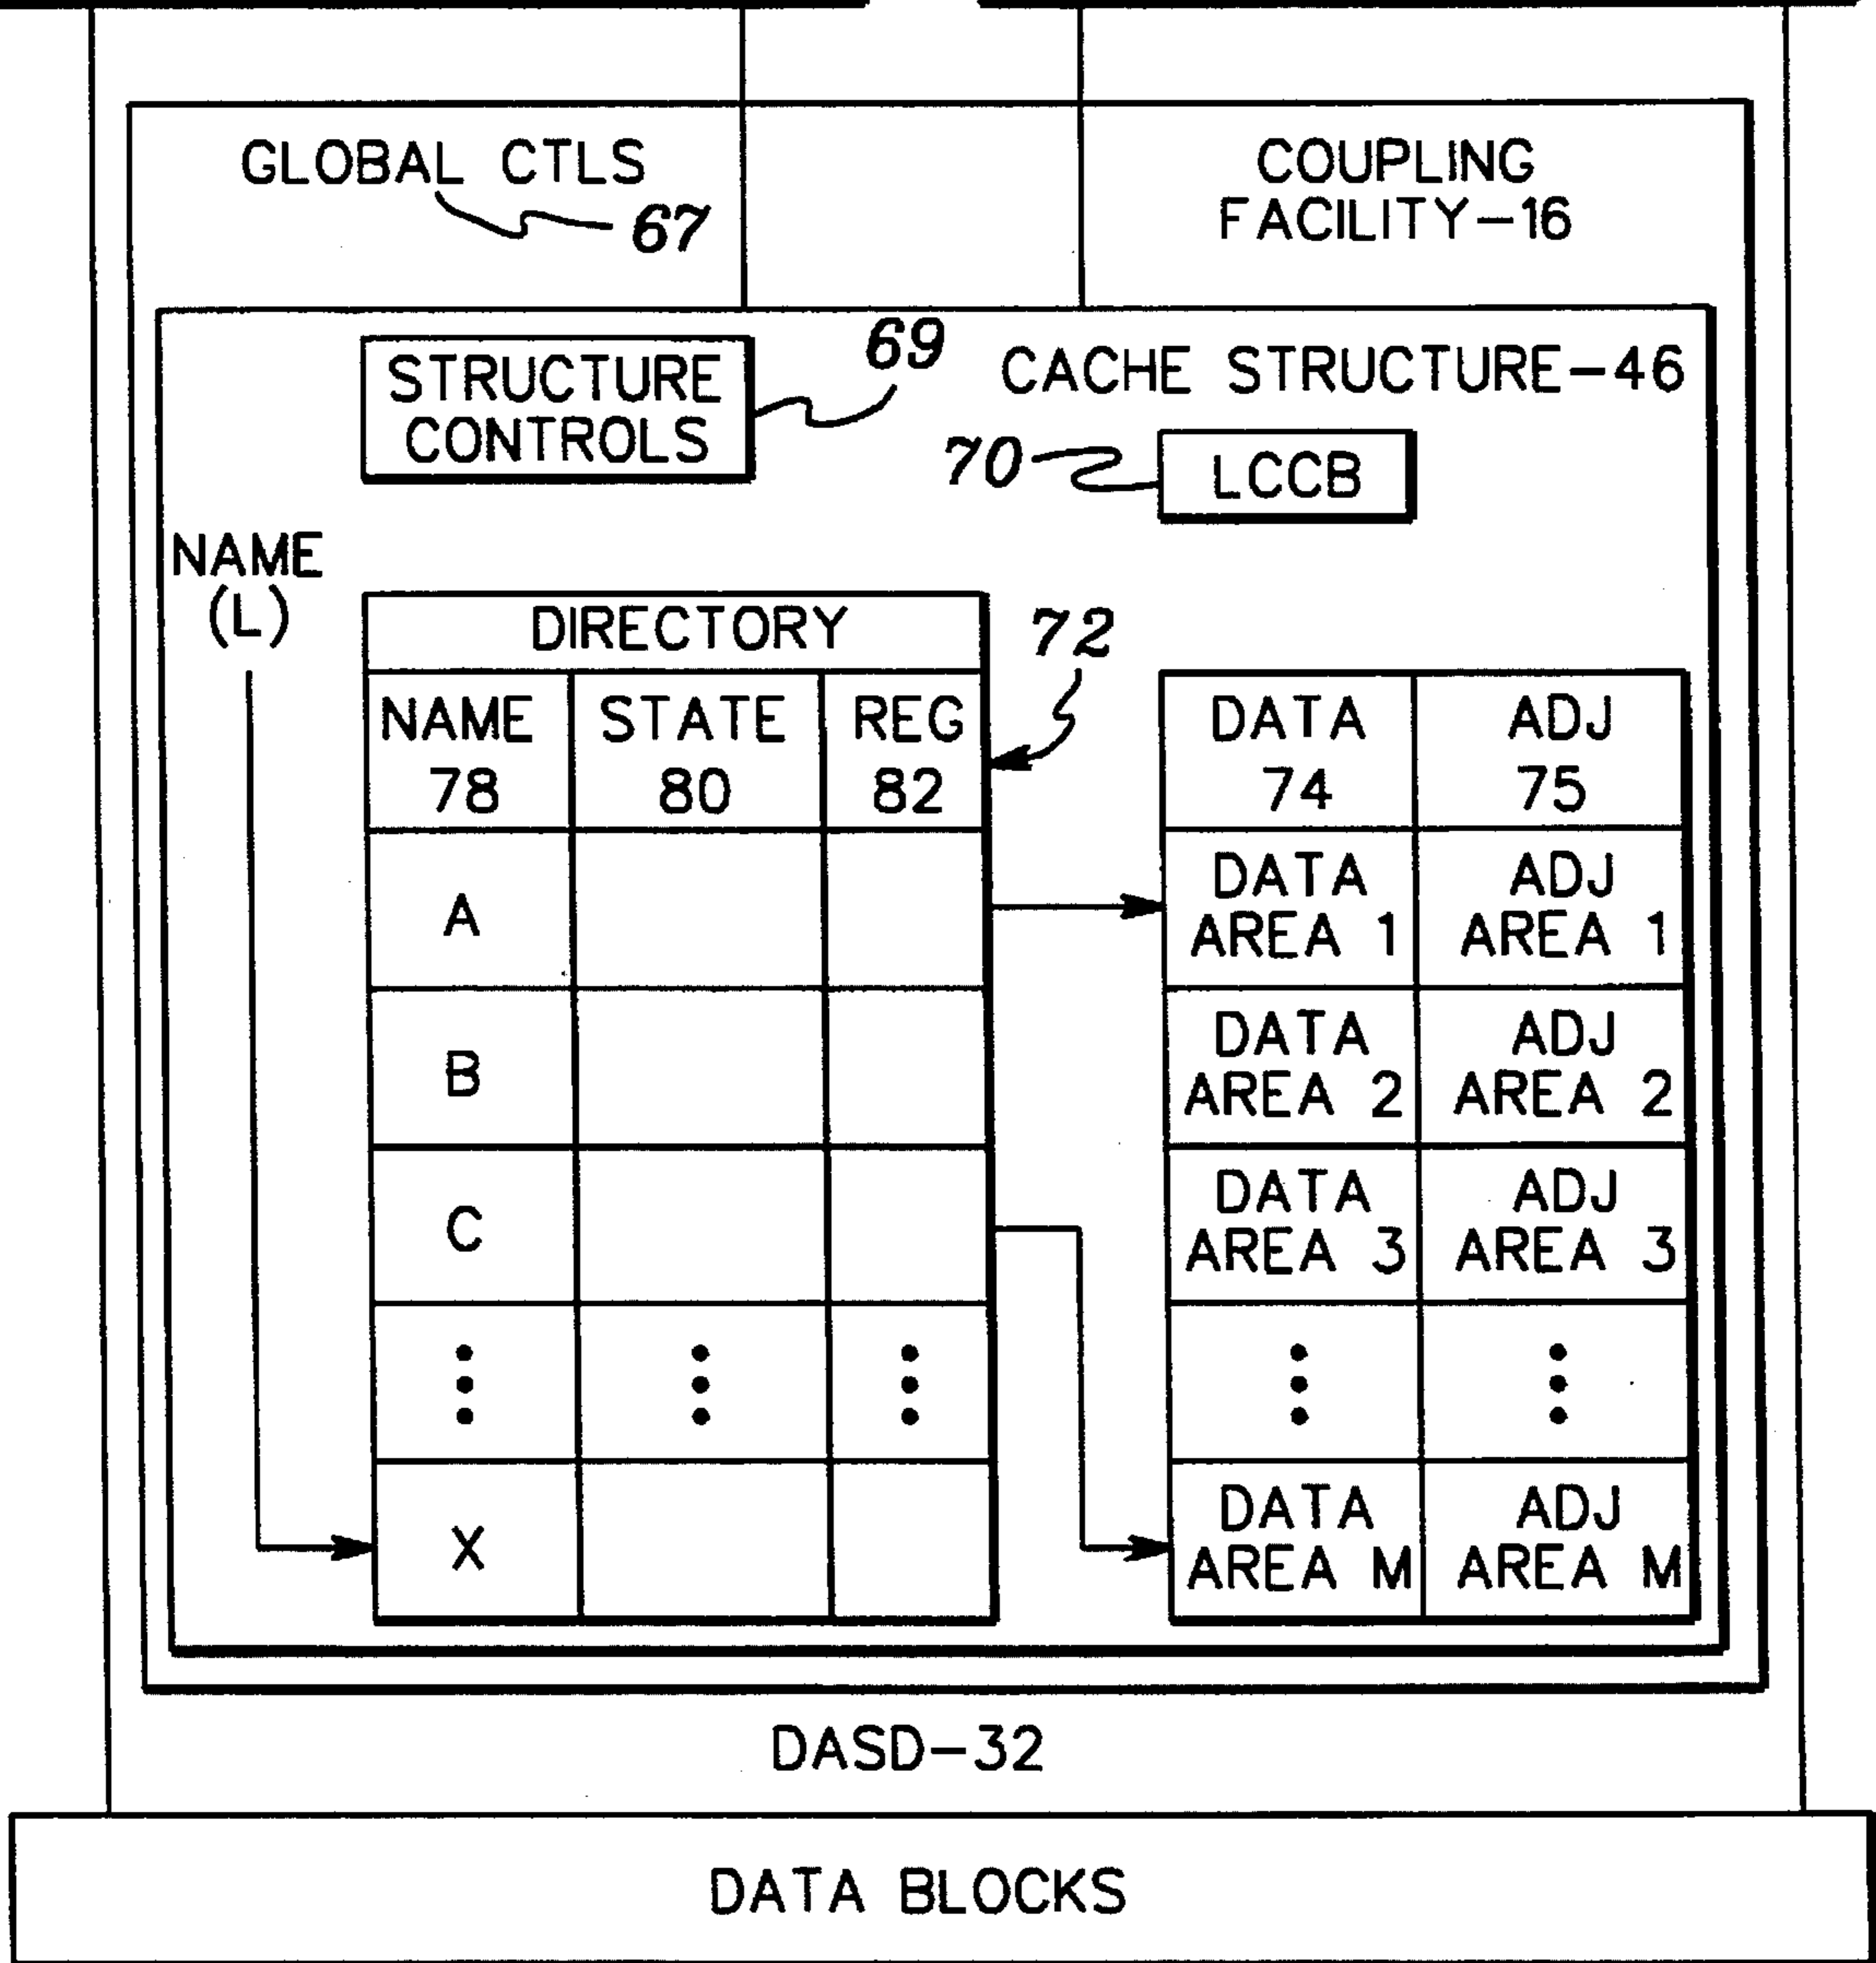 GLOBAL CTLS
67
COUPLING
FACILITY-16
STRUCTURE
CONTROLS
69
CACHE STRUCTURE-46
70
LCCB
NAME
(L)
DIRECTORY
72
NAME STATE REG
78 80 82
DATA ADJ
74 75
A
DATA ADJ
AREA 1 AREA 1
B
DATA ADJ
AREA 2 AREA 2
C
DATA ADJ
AREA 3 AREA 3
X
DATA ADJ
AREA M AREA M
DASD-32
DATA BLOCKS